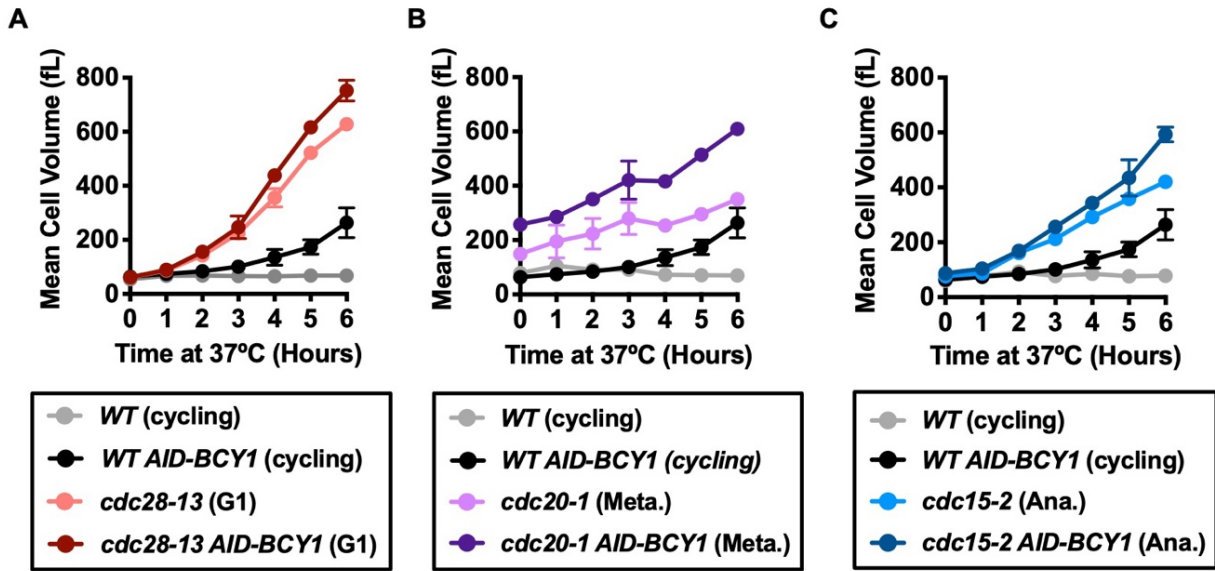 A
Mean Cell Volume (fL)
800
600
400
200
0
0 1 2 3 4 5 6
Time at 37ºC (Hours)
WT (cycling)
WT AID-BCY1 (cycling)
cdc28-13 (G1)
cdc28-13 AID-BCY1 (G1)
B
Mean Cell Volume (fL)
800
600
400
200
0
0 1 2 3 4 5 6
Time at 37ºC (Hours)
WT (cycling)
WT AID-BCY1 (cycling)
cdc20-1 (Meta.)
cdc20-1 AID-BCY1 (Meta.)
C
Mean Cell Volume (fL)
800
600
400
200
0
0 1 2 3 4 5 6
Time at 37ºC (Hours)
WT (cycling)
WT AID-BCY1 (cycling)
cdc15-2 (Ana.)
cdc15-2 AID-BCY1 (Ana.)